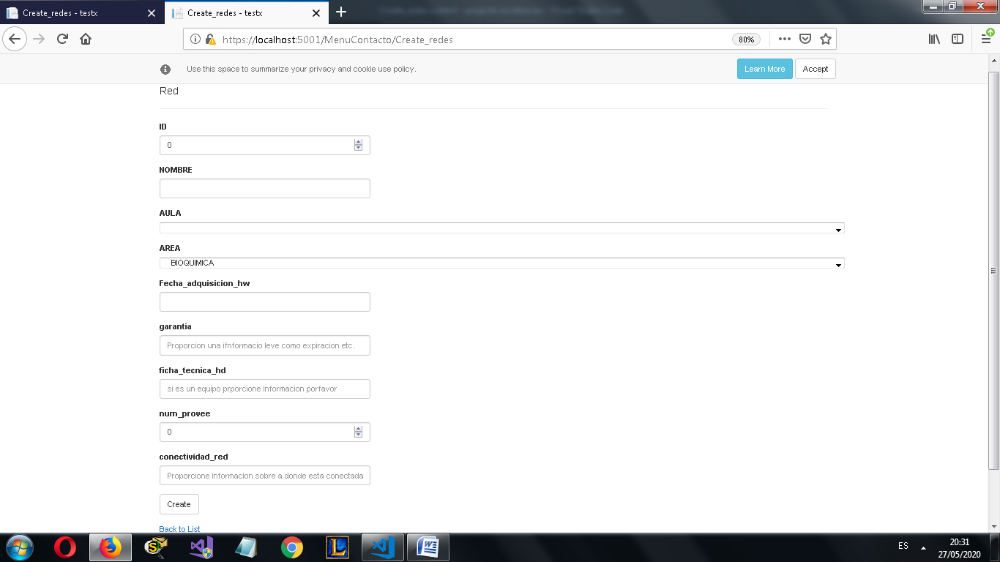 Create_redes - testx
Create_redes - testx
https://localhost:5001/MenuContacto/Create_redes
80%
Use this space to summarize your privacy and cookie use policy.
Learn More
Accept
Red
ID
0
NOMBRE
AULA
AREA
BIOQUIMICA
Fecha_adquisicion_hw
garantia
Proporcion una ifnformacio leve como expiracion etc.
ficha_tecnica_hd
si es un equipo prporcione informacion porfavor
num_provee
0
conectividad_red
Proporcione informacion sobre a donde esta conectada
Create
Back to List
ES
20:31
27/05/2020